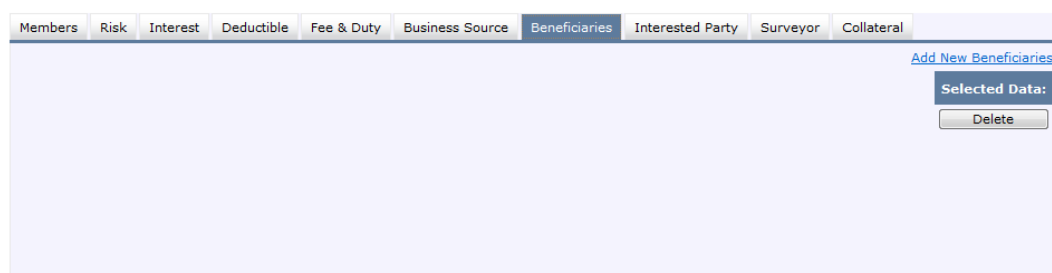 Members Risk Interest Deductible Fee & Duty Business Source Beneficiaries Interested Party Surveyor Collateral
Add New Beneficiaries
Selected Data:
Delete